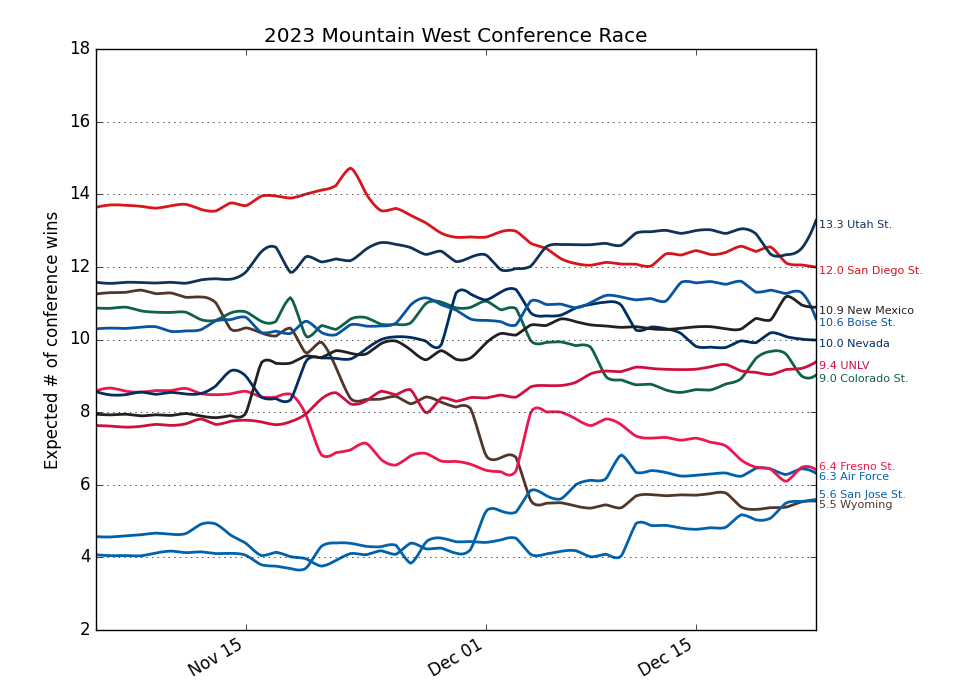 2023 Mountain West Conference Race
Expected # of conference wins
18
16
14
12
10
8
6
4
2
Nov 15
Dec 01
Dec 15
13.3 Utah St.
12.0 San Diego St.
10.9 New Mexico
10.6 Boise St.
10.0 Nevada
9.4 UNLV
9.0 Colorado St.
6.4 Fresno St.
6.3 Air Force
5.6 San Jose St.
5.5 Wyoming